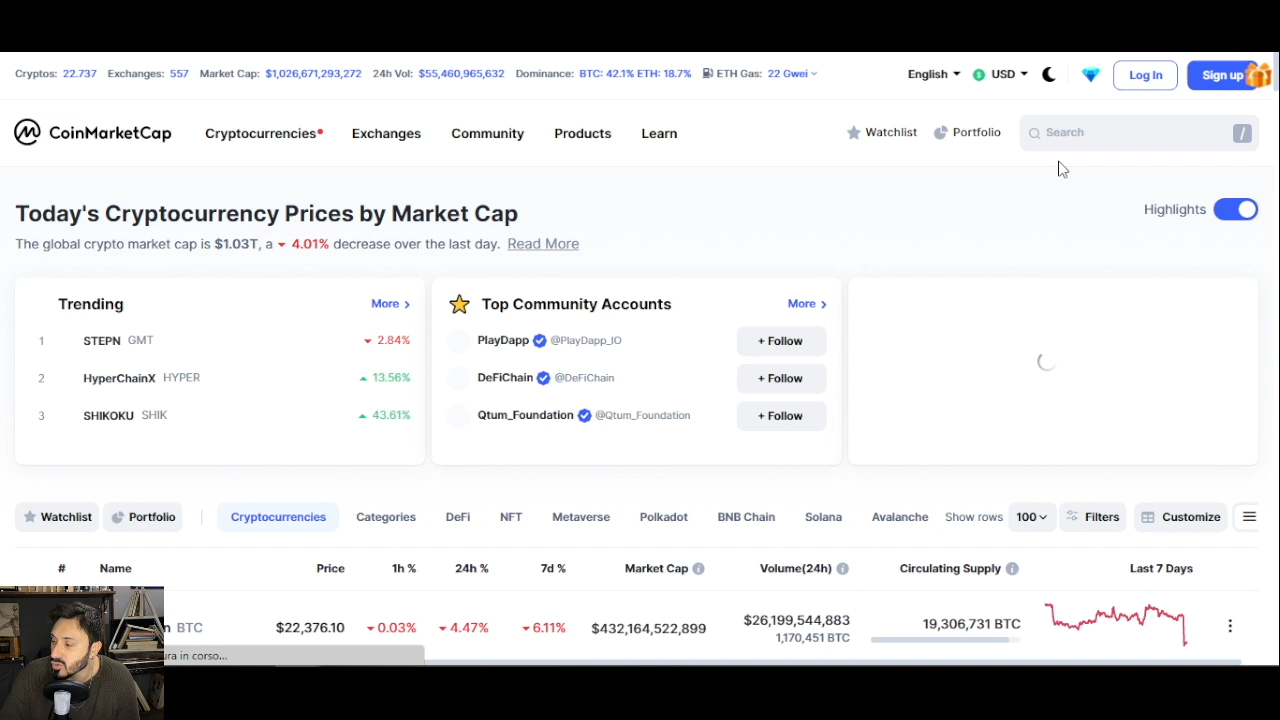 Cryptos: 22.737 Exchanges: 557 Market Cap: $1,026,671,293,272 24h Vol: $55,460,965,632 Dominance: BTC: 42.1% ETH: 18.7% ETH Gas: 22 Gwei English USD Log In Sign up
CoinMarketCap Cryptocurrencies Exchanges Community Products Learn Watchlist Portfolio Search /
Today's Cryptocurrency Prices by Market Cap Highlights
The global crypto market cap is $1.03T, a 4.01% decrease over the last day. Read More
Trending More
1 STEPN GMT 2.84%
2 HyperChainX HYPER 13.56%
3 SHIKOKU SHIK 43.61%
Top Community Accounts More
PlayDapp @PlayDapp_IO + Follow
DeFiChain @DeFiChain + Follow
Qtum_Foundation @Qtum_Foundation + Follow
Watchlist Portfolio Cryptocurrencies Categories DeFi NFT Metaverse Polkadot BNB Chain Solana Avalanche Show rows 100 Filters Customize
# Name Price 1h % 24h % 7d % Market Cap Volume(24h) Circulating Supply Last 7 Days
n BTC $22,376.10 0.03% 4.47% 6.11% $432,164,522,899 $26,199,544,883 19,306,731 BTC
1,170,451 BTC
ura in corso...